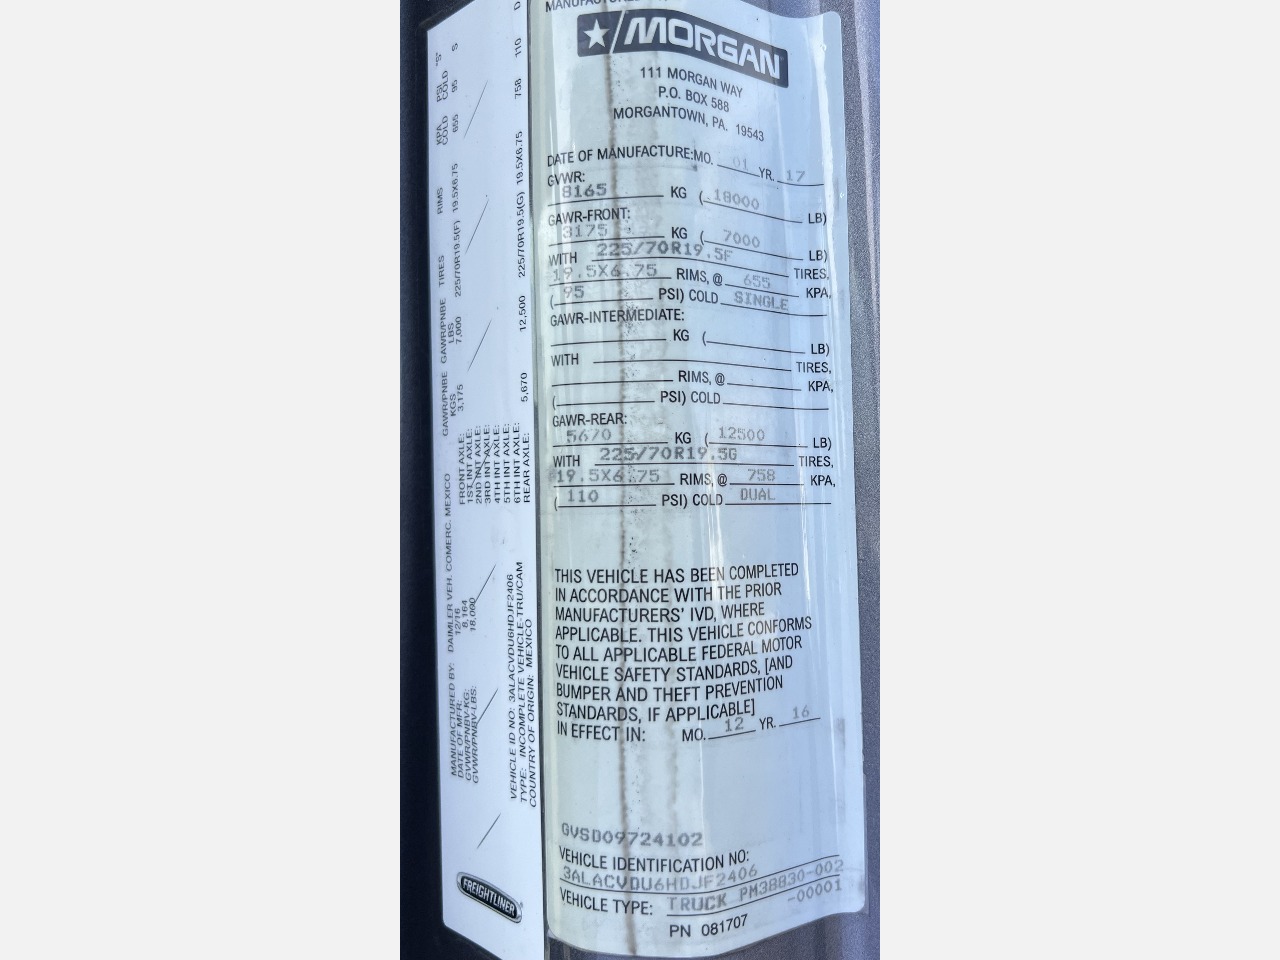 MORGAN
111 MORGAN WAY
P.O. BOX 588
MORGANTOWN, PA. 19543
DATE OF MANUFACTURE:MO. 01 YR. 17
GVWR:
8165 KG ( 18000 LB)
GAWR-FRONT:
3175 KG ( 7000 LB)
WITH 225/70R19.5F TIRES,
19.5X6.75 RIMS, @ 655 KPA,
( 95 PSI) COLD SINGLE
GAWR-INTERMEDIATE:
KG ( LB)
WITH TIRES,
RIMS, @ KPA,
( PSI) COLD
GAWR-REAR:
5670 KG ( 12500 LB)
WITH 225/70R19.5G TIRES,
19.5X6.75 RIMS, @ 758 KPA,
( 110 PSI) COLD DUAL
THIS VEHICLE HAS BEEN COMPLETED
IN ACCORDANCE WITH THE PRIOR
MANUFACTURERS' IVD, WHERE
APPLICABLE. THIS VEHICLE CONFORMS
TO ALL APPLICABLE FEDERAL MOTOR
VEHICLE SAFETY STANDARDS, [AND
BUMPER AND THEFT PREVENTION
STANDARDS, IF APPLICABLE]
IN EFFECT IN: MO. 12 YR. 16
GVSD09724102
VEHICLE IDENTIFICATION NO:
3ALACVDU6HDJF2406
VEHICLE TYPE: TRUCK PM38830-002
-00001
PN 081707
MANUFACTURED BY: DAIMLER VEH. COMERC. MEXICO
DATE OF MFR: 12/16
GVWR/PNBV-KG: 8,164
GVWR/PNBV-LBS: 18,000
GAWR/PNBE KGS GAWR/PNBE LBS TIRES RIMS KPA COLD PSI COLD "S"
FRONT AXLE: 3,175 7,000 225/70R19.5(F) 19.5X6.75 655 95 S
1ST INT AXLE:
2ND INT AXLE:
3RD INT AXLE:
4TH INT AXLE:
5TH INT AXLE:
6TH INT AXLE:
REAR AXLE: 5,670 12,500 225/70R19.5(G) 19.5X6.75 758 110 D
VEHICLE ID NO: 3ALACVDU6HDJF2406
TYPE: INCOMPLETE VEHICLE-TRU/CAM
COUNTRY OF ORIGIN: MEXICO
FREIGHTLINER